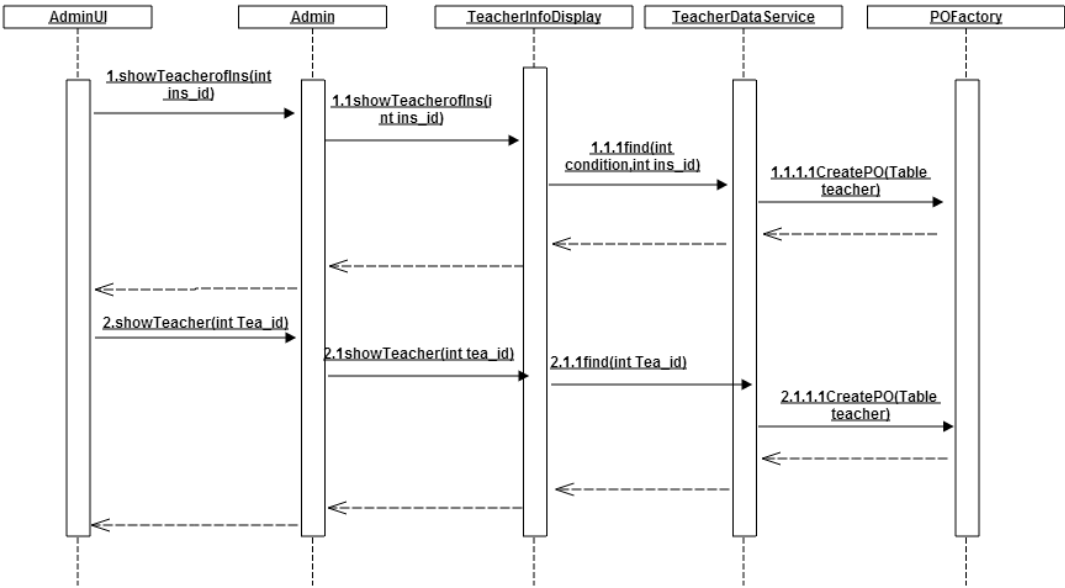 AdminUI
Admin
TeacherInfoDisplay
TeacherDataService
POFactory
1.showTeacherofIns(int
ins_id)
1.1showTeacherofIns(i
nt ins_id)
1.1.1find(int
condition,int ins_id)
1.1.1.1CreatePO(Table
teacher)
2.showTeacher(int Tea_id)
2.1showTeacher(int tea_id)
2.1.1find(int Tea_id)
2.1.1.1CreatePO(Table
teacher)